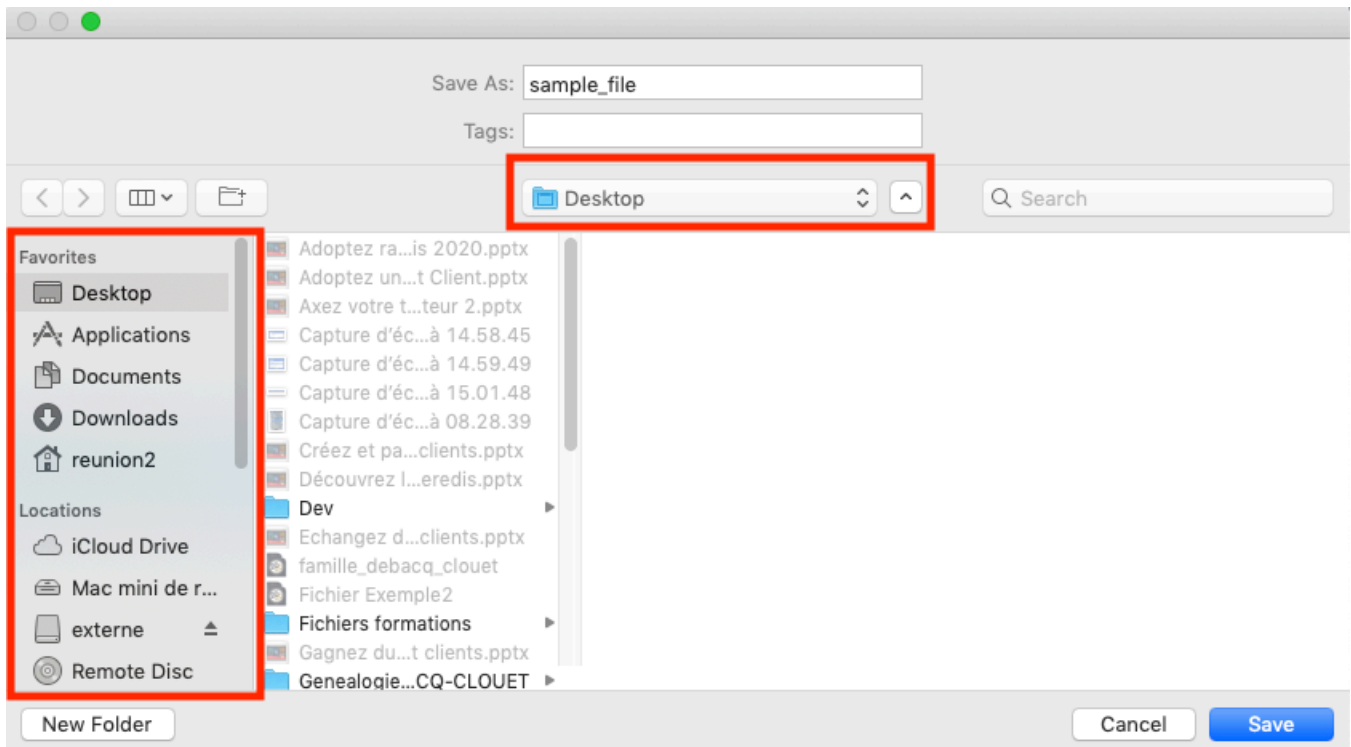 Save As: sample_file
Tags:
Desktop
Search
Favorites
Desktop
Applications
Documents
Downloads
reunion2
Locations
iCloud Drive
Mac mini de r...
externe
Remote Disc
Adoptez ra...is 2020.pptx
Adoptez un...t Client.pptx
Axez votre t...teur 2.pptx
Capture d'éc...à 14.58.45
Capture d'éc...à 14.59.49
Capture d'éc...à 15.01.48
Capture d'éc...à 08.28.39
Créez et pa...clients.pptx
Découvrez l...eredis.pptx
Dev
Echangez d...clients.pptx
famille_debacq_clouet
Fichier Exemple2
Fichiers formations
Gagnez du...t clients.pptx
Genealogie...CQ-CLOUET
New Folder
Cancel
Save